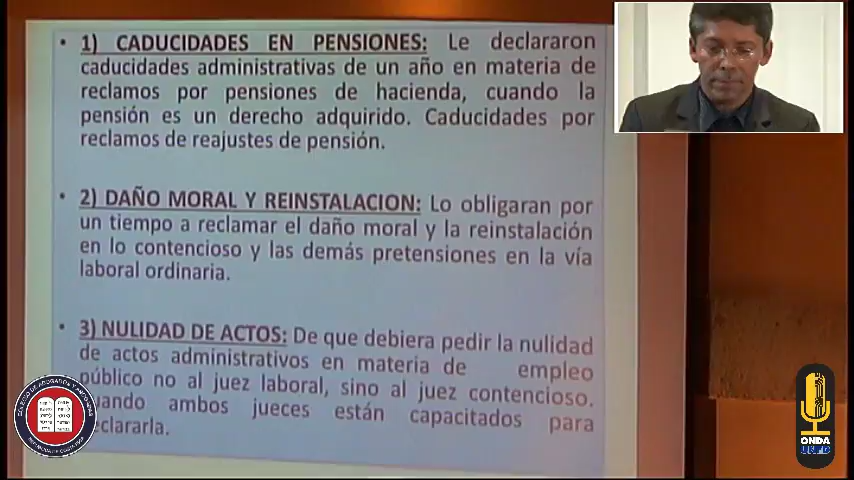 • 1) CADUCIDADES EN PENSIONES: Le declararon
caducidades administrativas de un año en materia de
reclamos por pensiones de hacienda, cuando la
pensión es un derecho adquirido. Caducidades por
reclamos de reajustes de pensión.
• 2) DAÑO MORAL Y REINSTALACION: Lo obligaran por
un tiempo a reclamar el daño moral y la reinstalación
en lo contencioso y las demás pretensiones en la vía
laboral ordinaria.
• 3) NULIDAD DE ACTOS: De que debiera pedir la nulidad
de actos administrativos en materia de empleo
público no al juez laboral, sino al juez contencioso.
uando ambos jueces están capacitados para
eclararla.
ONDA
UNED